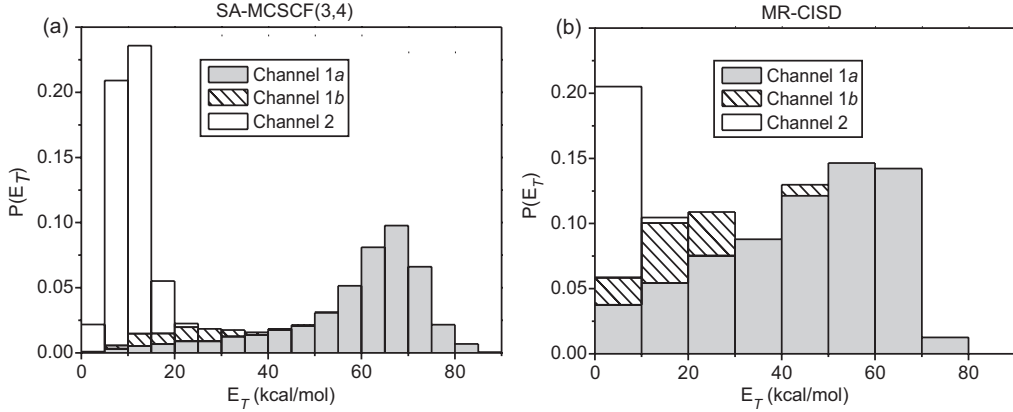 SA-MCSCF(3,4)
(a)
Channel 1a
Channel 1b
Channel 2
P(E_T)
0.20
0.15
0.10
0.05
0.00
0 20 40 60 80
E_T (kcal/mol)
MR-CISD
(b)
Channel 1a
Channel 1b
Channel 2
P(E_T)
0.20
0.15
0.10
0.05
0.00
0 20 40 60 80
E_T (kcal/mol)